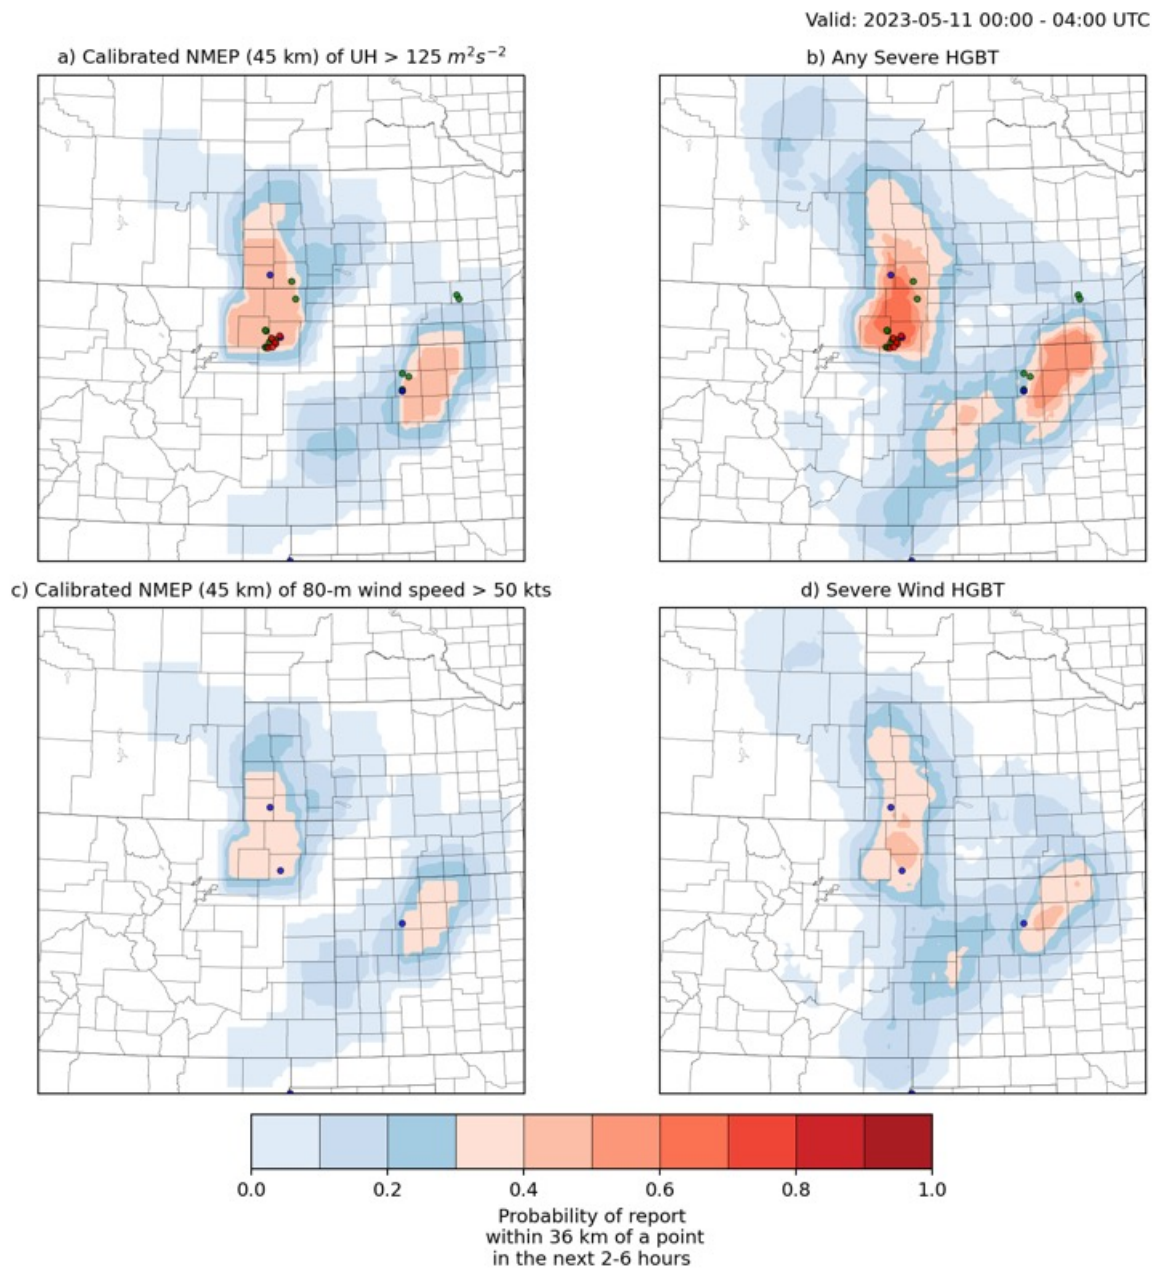 Valid: 2023-05-11 00:00 - 04:00 UTC
a) Calibrated NMEP (45 km) of UH > 125 m²s⁻²
b) Any Severe HGBT
c) Calibrated NMEP (45 km) of 80-m wind speed > 50 kts
d) Severe Wind HGBT
0.0 0.2 0.4 0.6 0.8 1.0
Probability of report
within 36 km of a point
in the next 2-6 hours